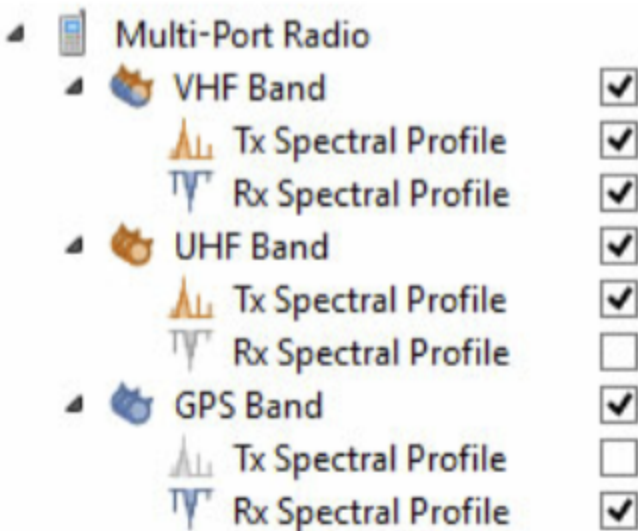 Multi-Port Radio
VHF Band
Tx Spectral Profile
Rx Spectral Profile
UHF Band
Tx Spectral Profile
Rx Spectral Profile
GPS Band
Tx Spectral Profile
Rx Spectral Profile